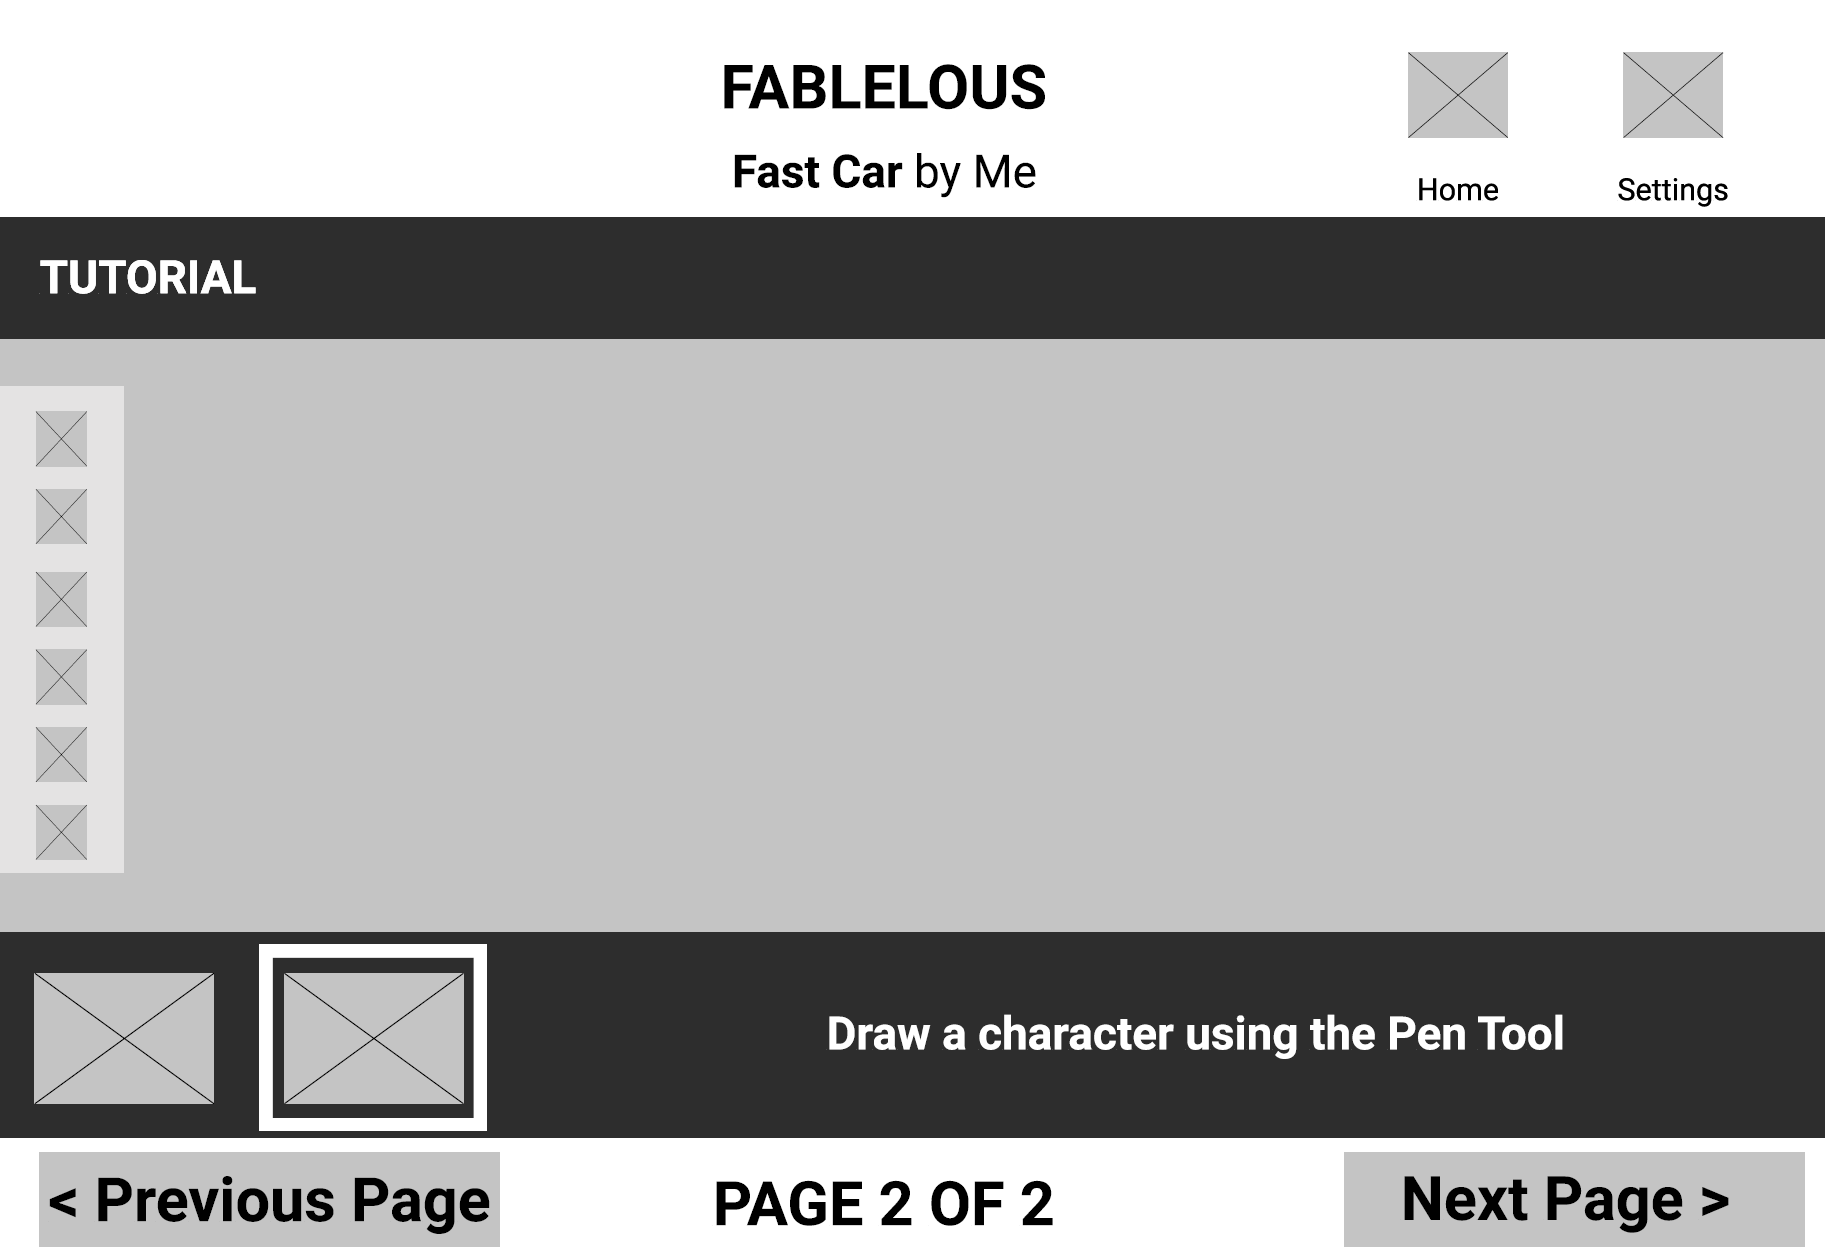 FABLELOUS
Fast Car by Me
Home
Settings
TUTORIAL
Draw a character using the Pen Tool
< Previous Page
PAGE 2 OF 2
Next Page >